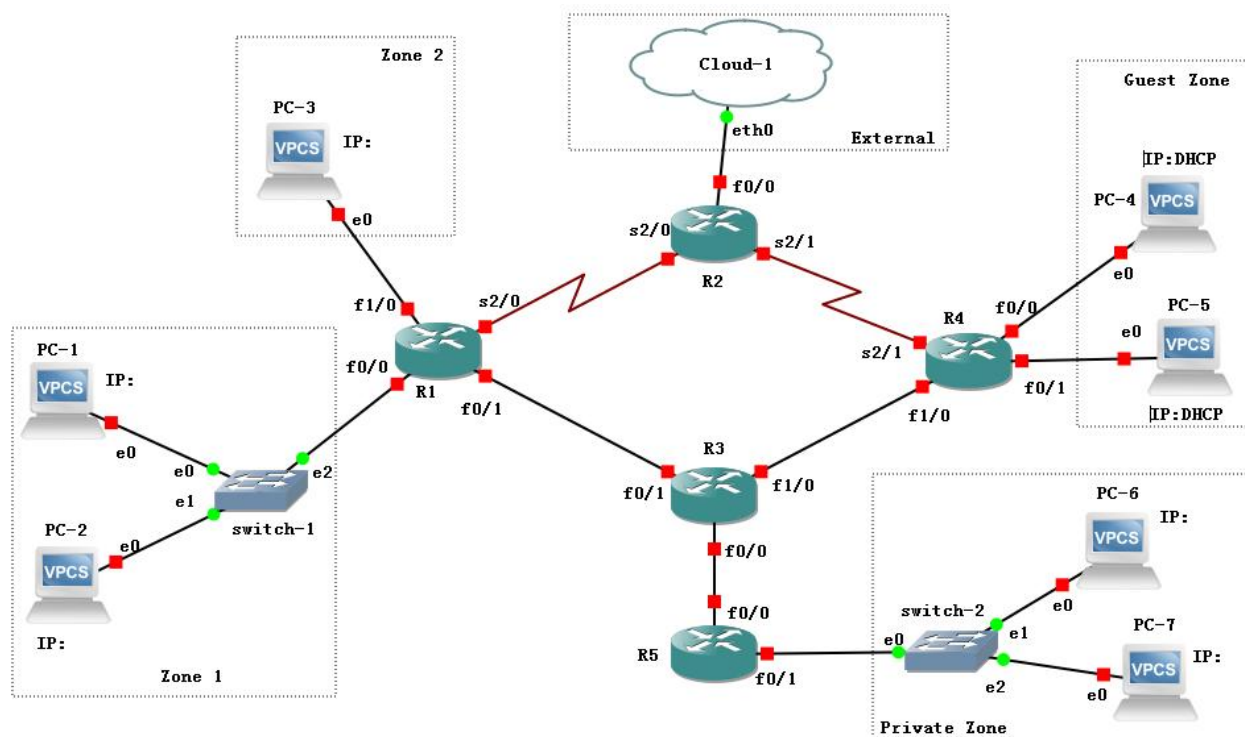 Zone 2
PC-3
VPCS
IP:
e0
Cloud-1
eth0
External
f0/0
s2/0
s2/1
R2
Guest Zone
IP:DHCP
PC-4
VPCS
e0
PC-5
VPCS
e0
IP:DHCP
f1/0
s2/0
f0/0
R1
f0/1
R4
s2/1
f0/0
f0/1
f1/0
PC-1
VPCS
IP:
e0
e0
e1
e2
switch-1
PC-2
VPCS
e0
IP:
Zone 1
R3
f0/1
f1/0
f0/0
f0/0
R5
f0/1
PC-6
VPCS
IP:
e0
switch-2
e0
e1
e2
PC-7
VPCS
IP:
e0
Private Zone